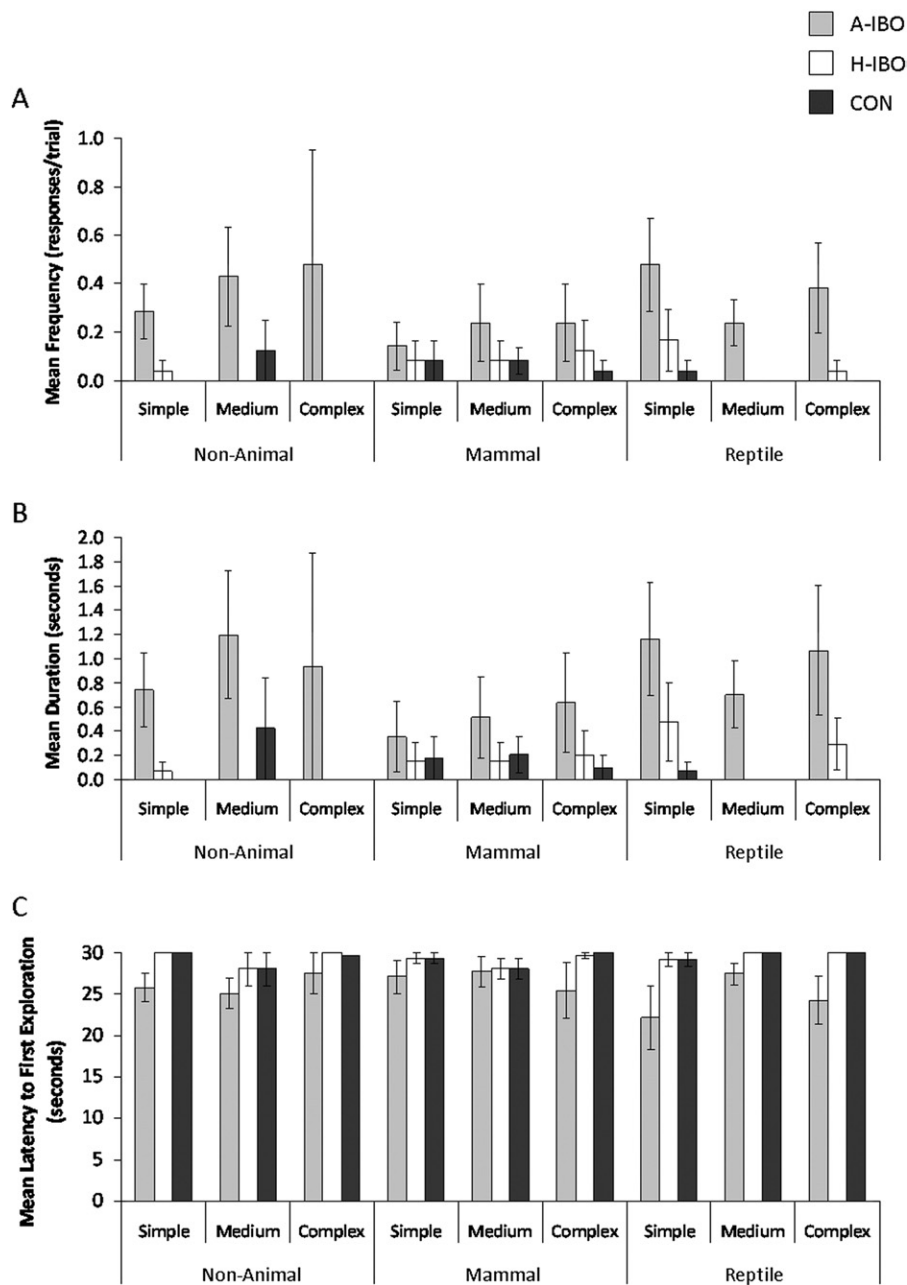 A-IBO
H-IBO
CON
A
Mean Frequency (responses/trial)
1.0
0.8
0.6
0.4
0.2
0.0
Simple Medium Complex Simple Medium Complex Simple Medium Complex
Non-Animal Mammal Reptile
B
Mean Duration (seconds)
2.0
1.8
1.6
1.4
1.2
1.0
0.8
0.6
0.4
0.2
0.0
Simple Medium Complex Simple Medium Complex Simple Medium Complex
Non-Animal Mammal Reptile
C
Mean Latency to First Exploration
(seconds)
30
25
20
15
10
5
0
Simple Medium Complex Simple Medium Complex Simple Medium Complex
Non-Animal Mammal Reptile